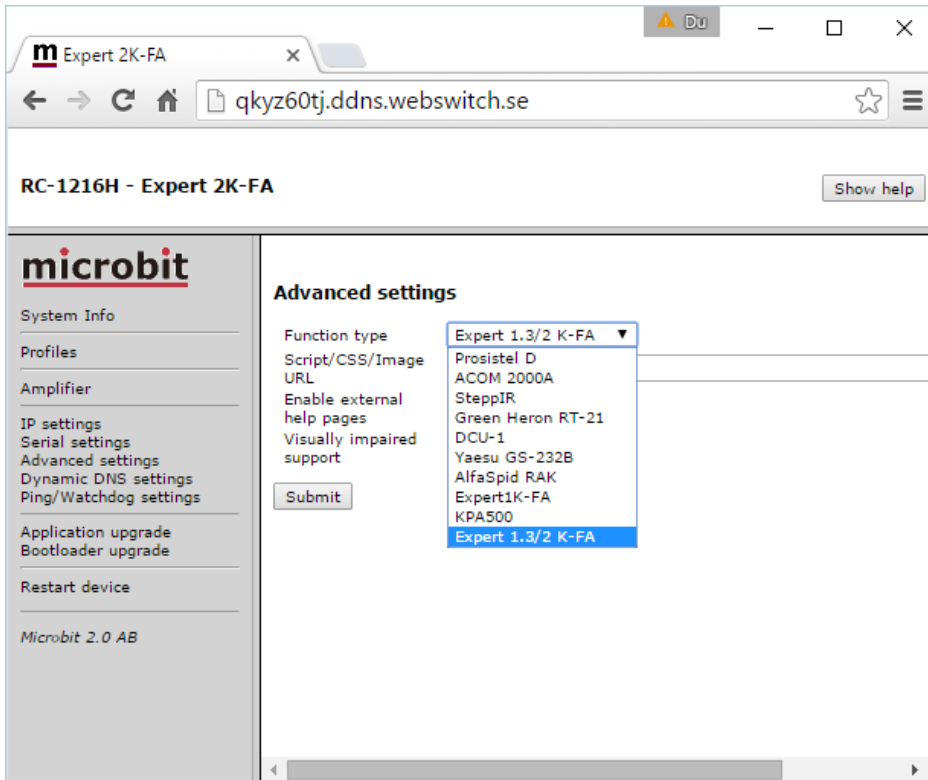 Du
m Expert 2K-FA
qkyz60tj.ddns.webswitch.se
RC-1216H - Expert 2K-FA
Show help
microbit
System Info
Profiles
Amplifier
IP settings
Serial settings
Advanced settings
Dynamic DNS settings
Ping/Watchdog settings
Application upgrade
Bootloader upgrade
Restart device
Microbit 2.0 AB
Advanced settings
Function type
Expert 1.3/2 K-FA
Script/CSS/Image
URL
Enable external
help pages
Visually impaired
support
Submit
Prosistel D
ACOM 2000A
SteppIR
Green Heron RT-21
DCU-1
Yaesu GS-232B
AlfaSpid RAK
Expert1K-FA
KPA500
Expert 1.3/2 K-FA